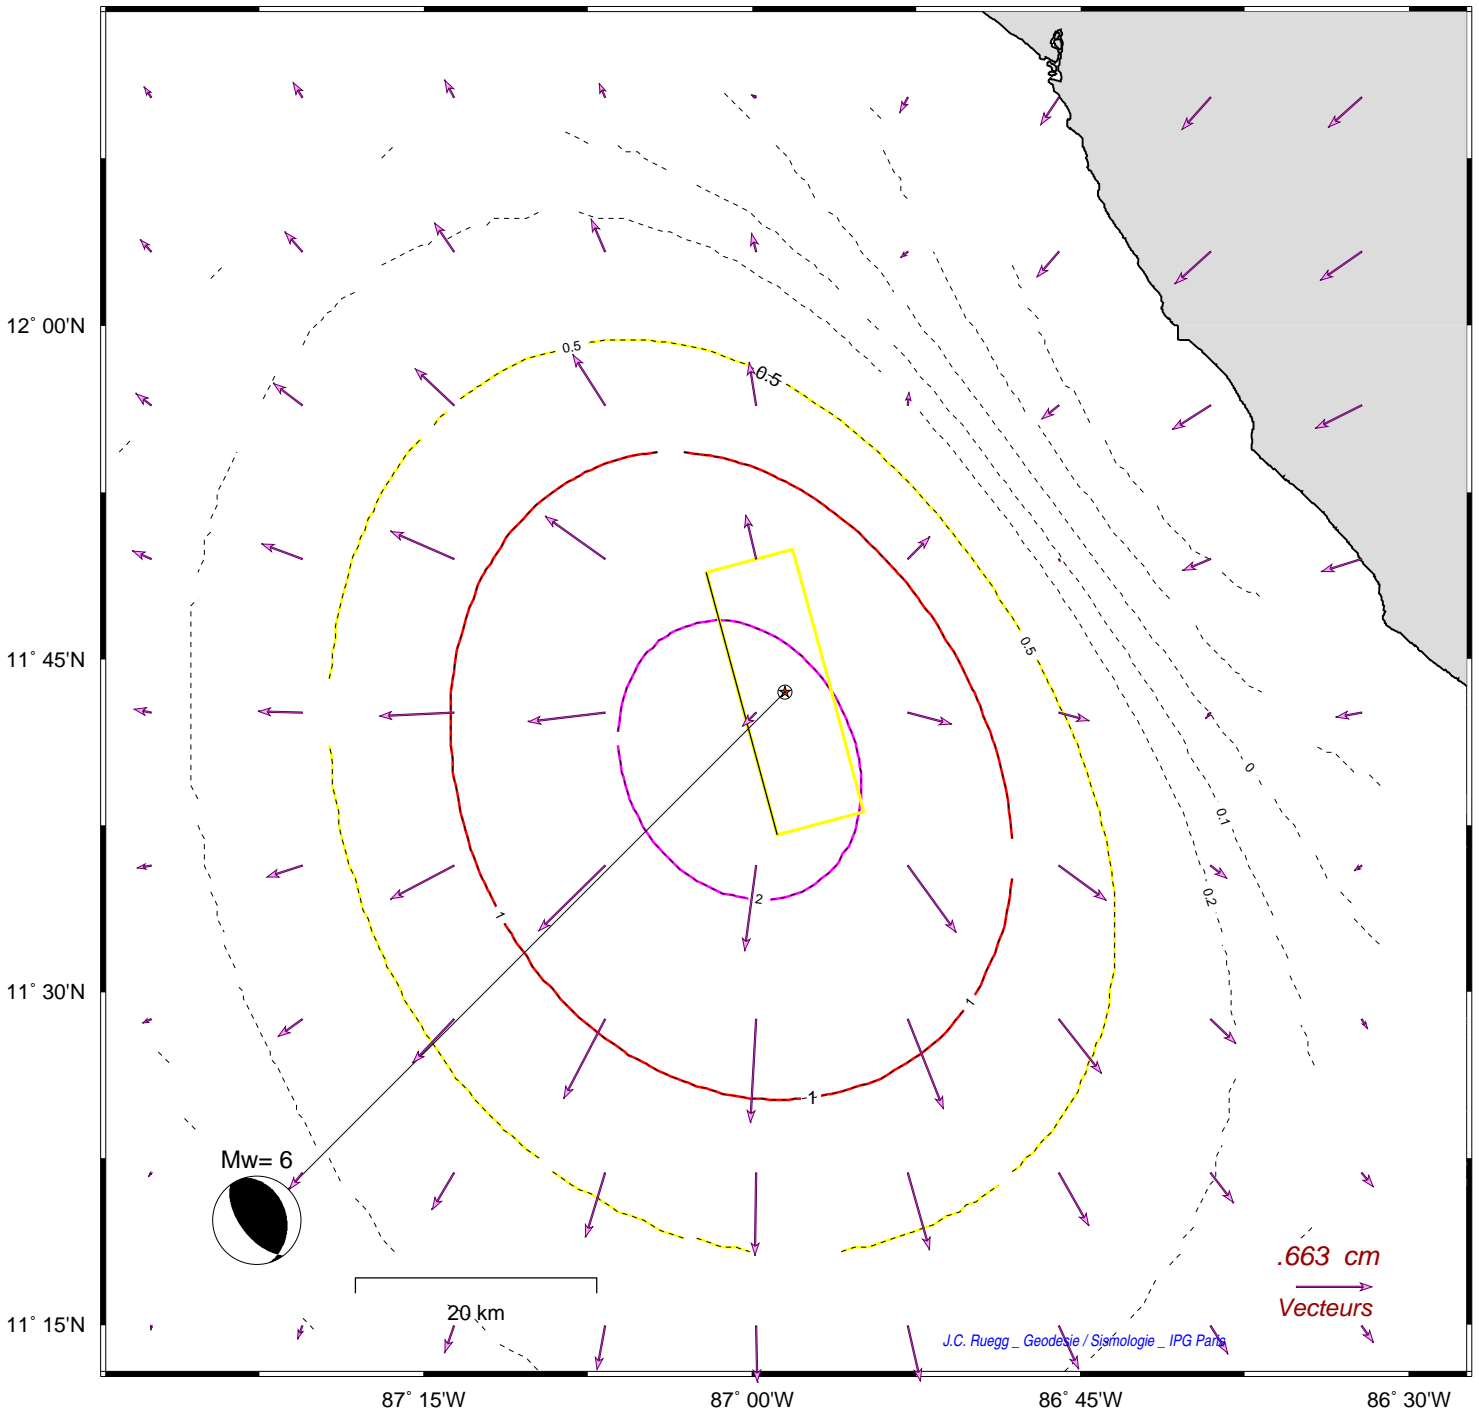 0.5
0.5
12° 00'N
0.5
11° 45'N
0
0.1
0.2
2
1
1
11° 30'N
1
Mw= 6
.663 cm
Vecteurs
20 km
11° 15'N
J.C. Ruegg _ Geodesie / Sismologie _ IPG Paris
87° 15'W
87° 00'W
86° 45'W
86° 30'W